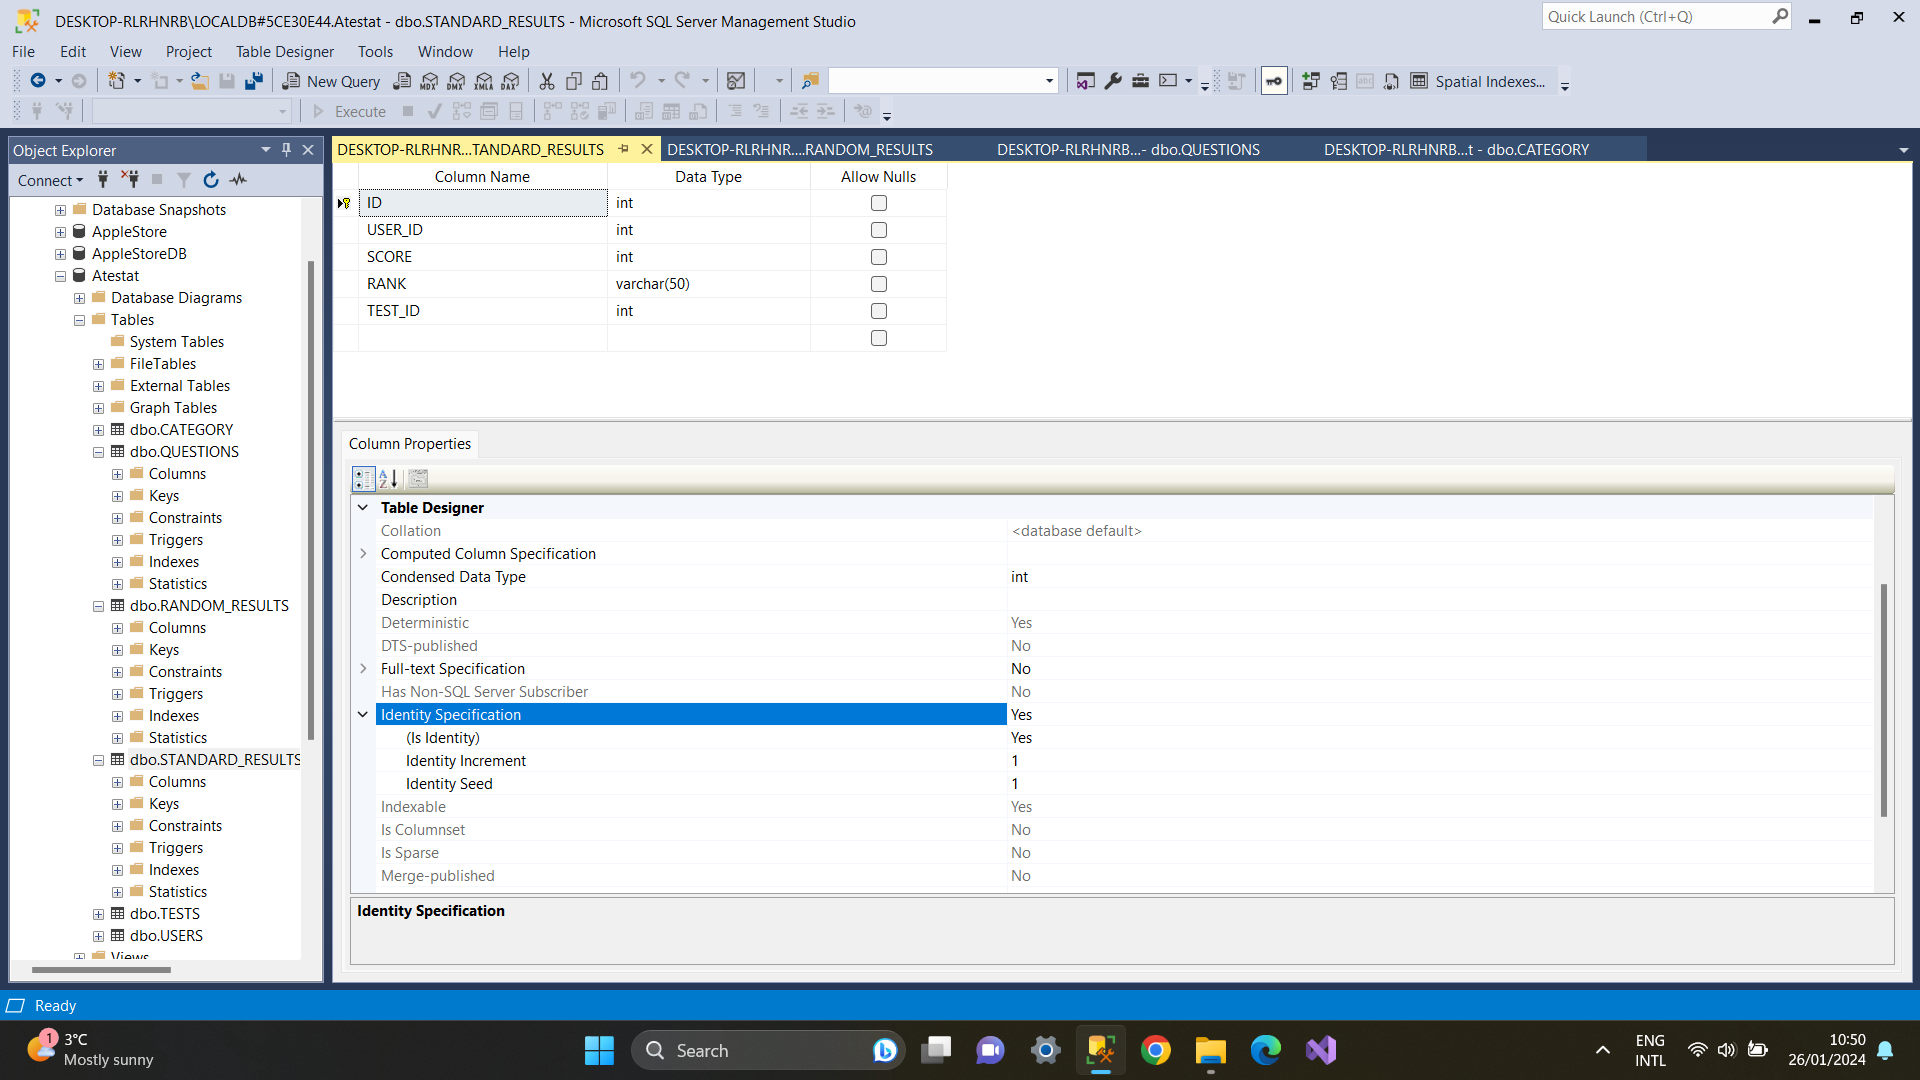 DESKTOP-RLRHNRB\LOCALDB#5CE30E44.Atestat - dbo.STANDARD_RESULTS - Microsoft SQL Server Management Studio
Quick Launch (Ctrl+Q)
File Edit View Project Table Designer Tools Window Help
New Query
MDX DMX XMLA DAX
Spatial Indexes...
Execute
Object Explorer
Connect
Database Snapshots
AppleStore
AppleStoreDB
Atestat
Database Diagrams
Tables
System Tables
FileTables
External Tables
Graph Tables
dbo.CATEGORY
dbo.QUESTIONS
Columns
Keys
Constraints
Triggers
Indexes
Statistics
dbo.RANDOM_RESULTS
Columns
Keys
Constraints
Triggers
Indexes
Statistics
dbo.STANDARD_RESULTS
Columns
Keys
Constraints
Triggers
Indexes
Statistics
dbo.TESTS
dbo.USERS
Views
DESKTOP-RLRHNR...TANDARD_RESULTS
DESKTOP-RLRHNR....RANDOM_RESULTS
DESKTOP-RLRHNRB...- dbo.QUESTIONS
DESKTOP-RLRHNRB...t - dbo.CATEGORY
Column Name Data Type Allow Nulls
ID int
USER_ID int
SCORE int
RANK varchar(50)
TEST_ID int
Column Properties
Table Designer
Collation <database default>
Computed Column Specification
Condensed Data Type int
Description
Deterministic Yes
DTS-published No
Full-text Specification No
Has Non-SQL Server Subscriber No
Identity Specification Yes
(Is Identity) Yes
Identity Increment 1
Identity Seed 1
Indexable Yes
Is Columnset No
Is Sparse No
Merge-published No
Identity Specification
Ready
1
3°C
Mostly sunny
Search
ENG
INTL
10:50
26/01/2024